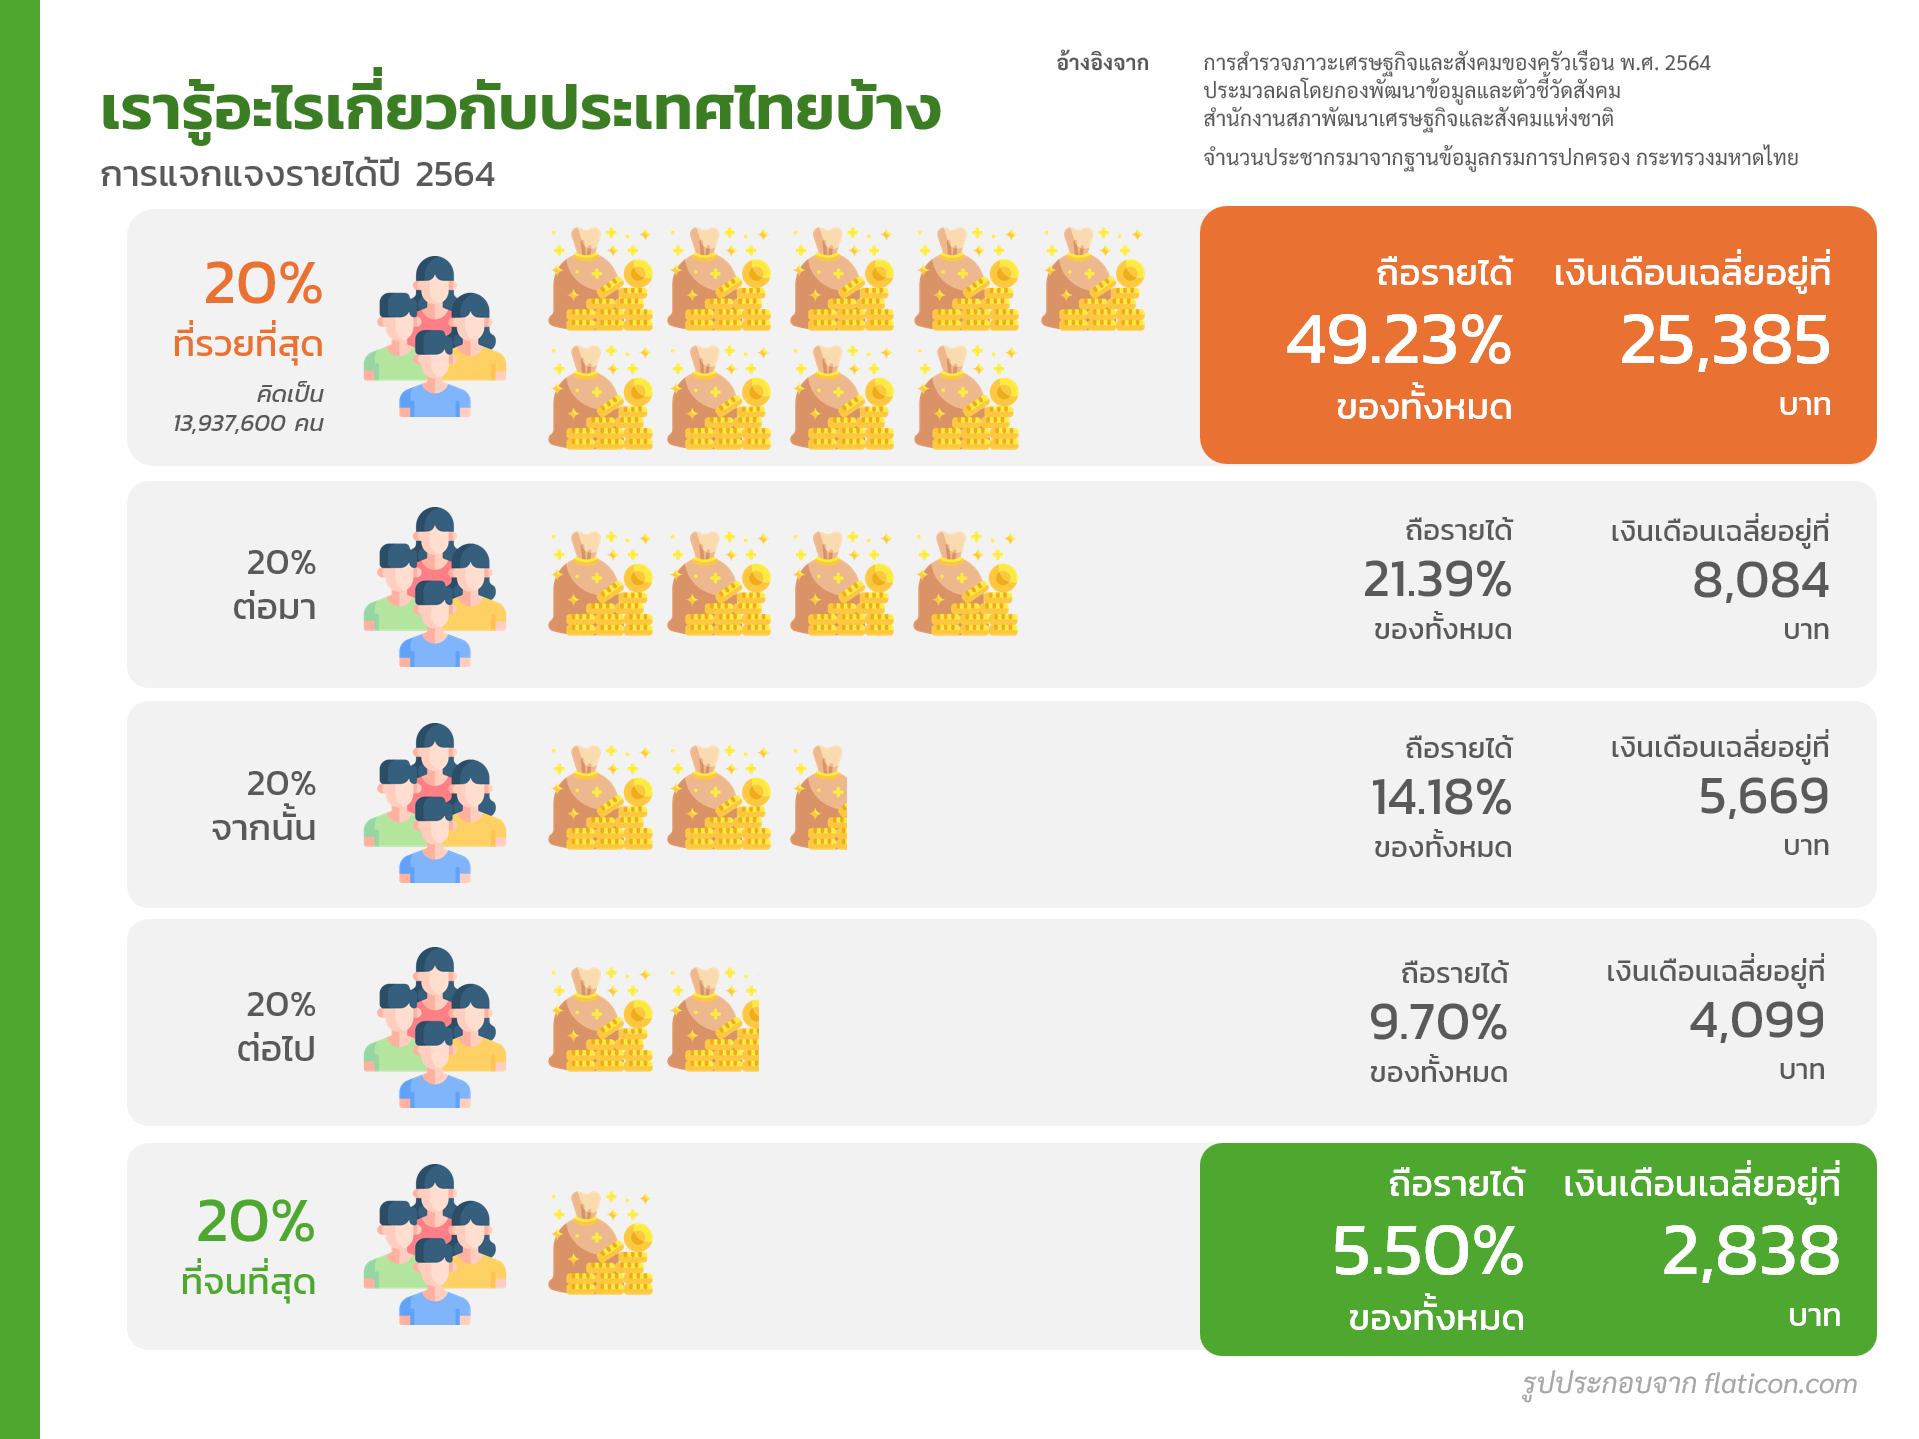 เรารู้อะไรเกี่ยวกับประเทศไทยบ้าง
การแจกแจงรายได้ปี 2564
อ้างอิงจาก
การสำรวจภาวะเศรษฐกิจและสังคมของครัวเรือน พ.ศ. 2564
ประมวลผลโดยกองพัฒนาข้อมูลและตัวชี้วัดสังคม
สำนักงานสภาพัฒนาเศรษฐกิจและสังคมแห่งชาติ
จำนวนประชากรมาจากฐานข้อมูลกรมการปกครอง กระทรวงมหาดไทย
20%
ที่รวยที่สุด
คิดเป็น
13,937,600 คน
ถือรายได้
49.23%
ของทั้งหมด
เงินเดือนเฉลี่ยอยู่ที่
25,385
บาท
20%
ต่อมา
ถือรายได้
21.39%
ของทั้งหมด
เงินเดือนเฉลี่ยอยู่ที่
8,084
บาท
20%
จากนั้น
ถือรายได้
14.18%
ของทั้งหมด
เงินเดือนเฉลี่ยอยู่ที่
5,669
บาท
20%
ต่อไป
ถือรายได้
9.70%
ของทั้งหมด
เงินเดือนเฉลี่ยอยู่ที่
4,099
บาท
20%
ที่จนที่สุด
ถือรายได้
5.50%
ของทั้งหมด
เงินเดือนเฉลี่ยอยู่ที่
2,838
บาท
รูปประกอบจาก flaticon.com